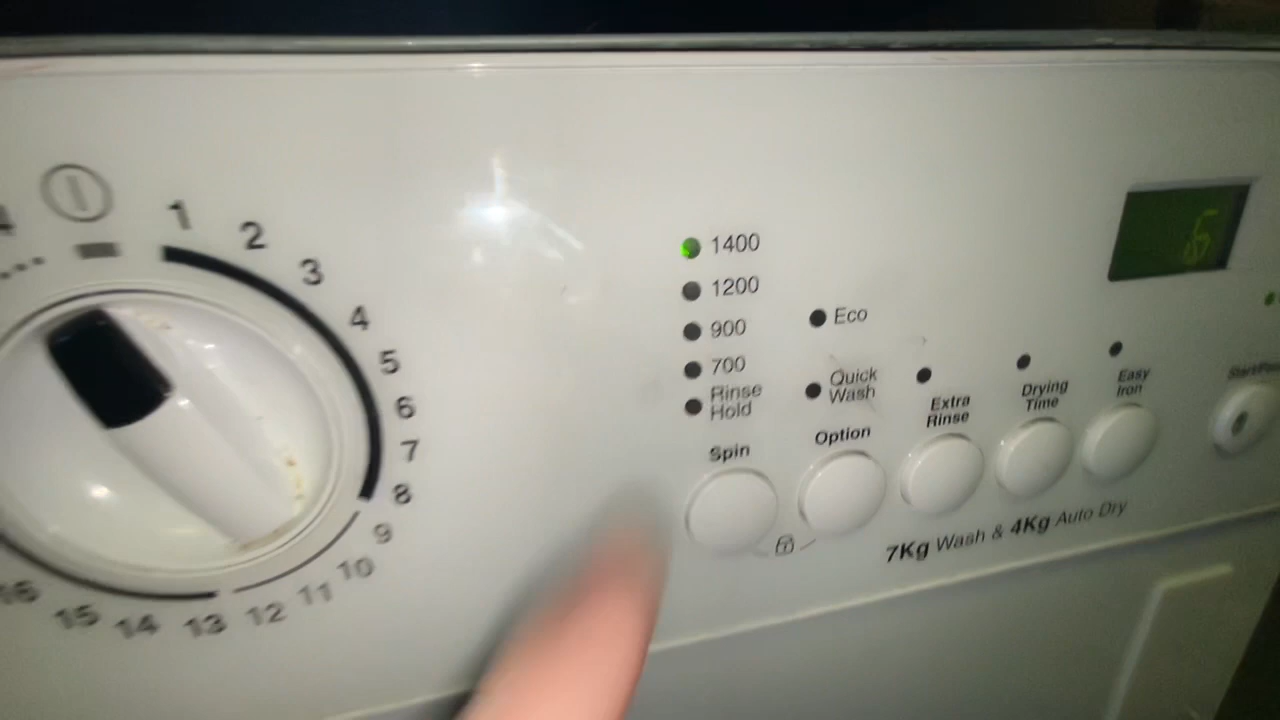 1
2
3
4
5
6
7
8
9
10
11
12
13
14
15
16
1400
1200
900
700
Rinse
Hold
Spin
Eco
Quick
Wash
Option
Extra
Rinse
Drying
Time
Easy
Iron
7Kg Wash & 4Kg Auto Dry